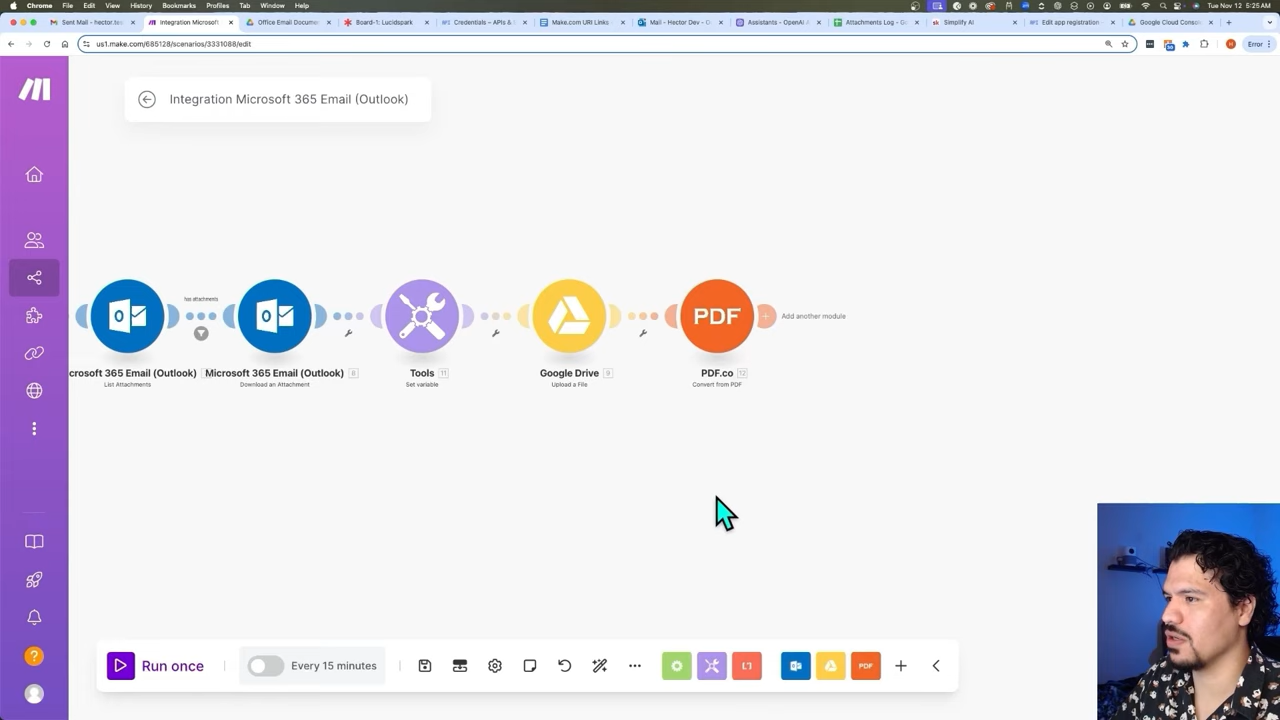 Chrome File Edit View History Bookmarks Profiles Tab Window Help
Tue Nov 12 5:25 AM
Sent Mail - hector.te
Integration Microsoft
Office Email Documen
Board-1: Lucidspark
Credentials – APIs &
Make.com URI Links
Mail - Hector Dev - O
Assistants - OpenAI
Attachments Log - Go
Simplify AI
Edit app registration
Google Cloud Conso
us1.make.com/685128/scenarios/3331088/edit
Error
Integration Microsoft 365 Email (Outlook)
has attachments
PDF
Add another module
crosoft 365 Email (Outlook)
List Attachments
Microsoft 365 Email (Outlook) 8
Download an Attachment
Tools 11
Set variable
Google Drive 9
Upload a File
PDF.co 12
Convert from PDF
Run once
Every 15 minutes
PDF